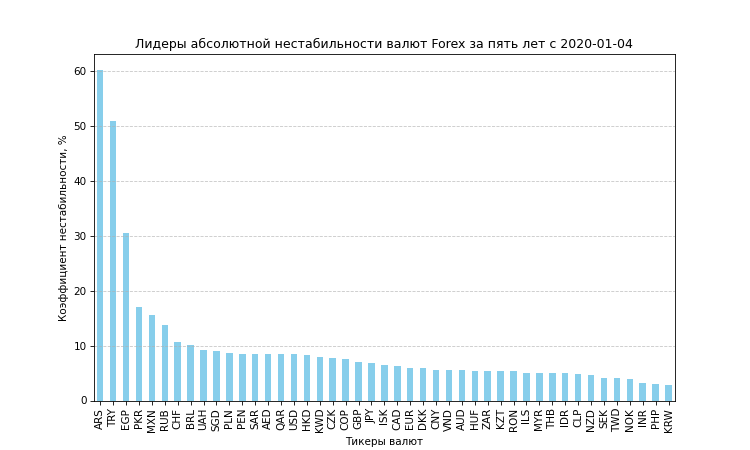 Лидеры абсолютной нестабильности валют Forex за пять лет с 2020-01-04
Коэффициент нестабильности, %
60
50
40
30
20
10
0
ARS TRY EGP PKR MXN RUB CHF BRL UAH SGD PLN PEN SAR AED QAR USD HKD KWD CZK COP GBP JPY ISK CAD EUR DKK CNY VND AUD HUF ZAR KZT RON ILS MYR THB IDR CLP NZD SEK TWD NOK INR PHP KRW
Тикеры валют